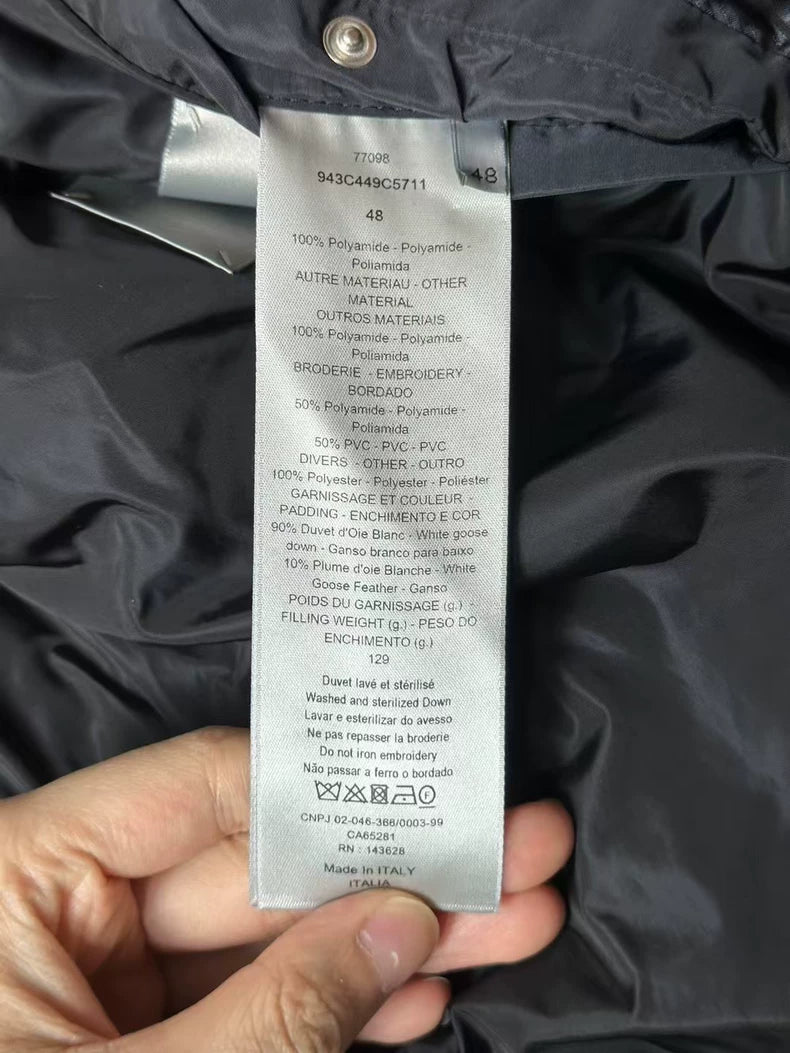 77098
943C449C5711
48
48
100% Polyamide - Polyamide -
Poliamida
AUTRE MATERIAU - OTHER
MATERIAL
OUTROS MATERIAIS
100% Polyamide - Polyamide -
Poliamida
BRODERIE - EMBROIDERY -
BORDADO
50% Polyamide - Polyamide -
Poliamida
50% PVC - PVC - PVC
DIVERS - OTHER - OUTRO
100% Polyester - Polyester - Poliéster
GARNISSAGE ET COULEUR -
PADDING - ENCHIMENTO E COR
90% Duvet d'Oie Blanc - White goose
down - Ganso branco para baixo
10% Plume d'oie Blanche - White
Goose Feather - Ganso
POIDS DU GARNISSAGE (g.) -
FILLING WEIGHT (g.) - PESO DO
ENCHIMENTO (g.)
129
Duvet lavé et stérilisé
Washed and sterilized Down
Lavar e esterilizar do avesso
Ne pas repasser la broderie
Do not iron embroidery
Não passar a ferro o bordado
CNPJ 02-046-366/0003-99
CA65281
RN : 143628
Made In ITALY
ITALIA